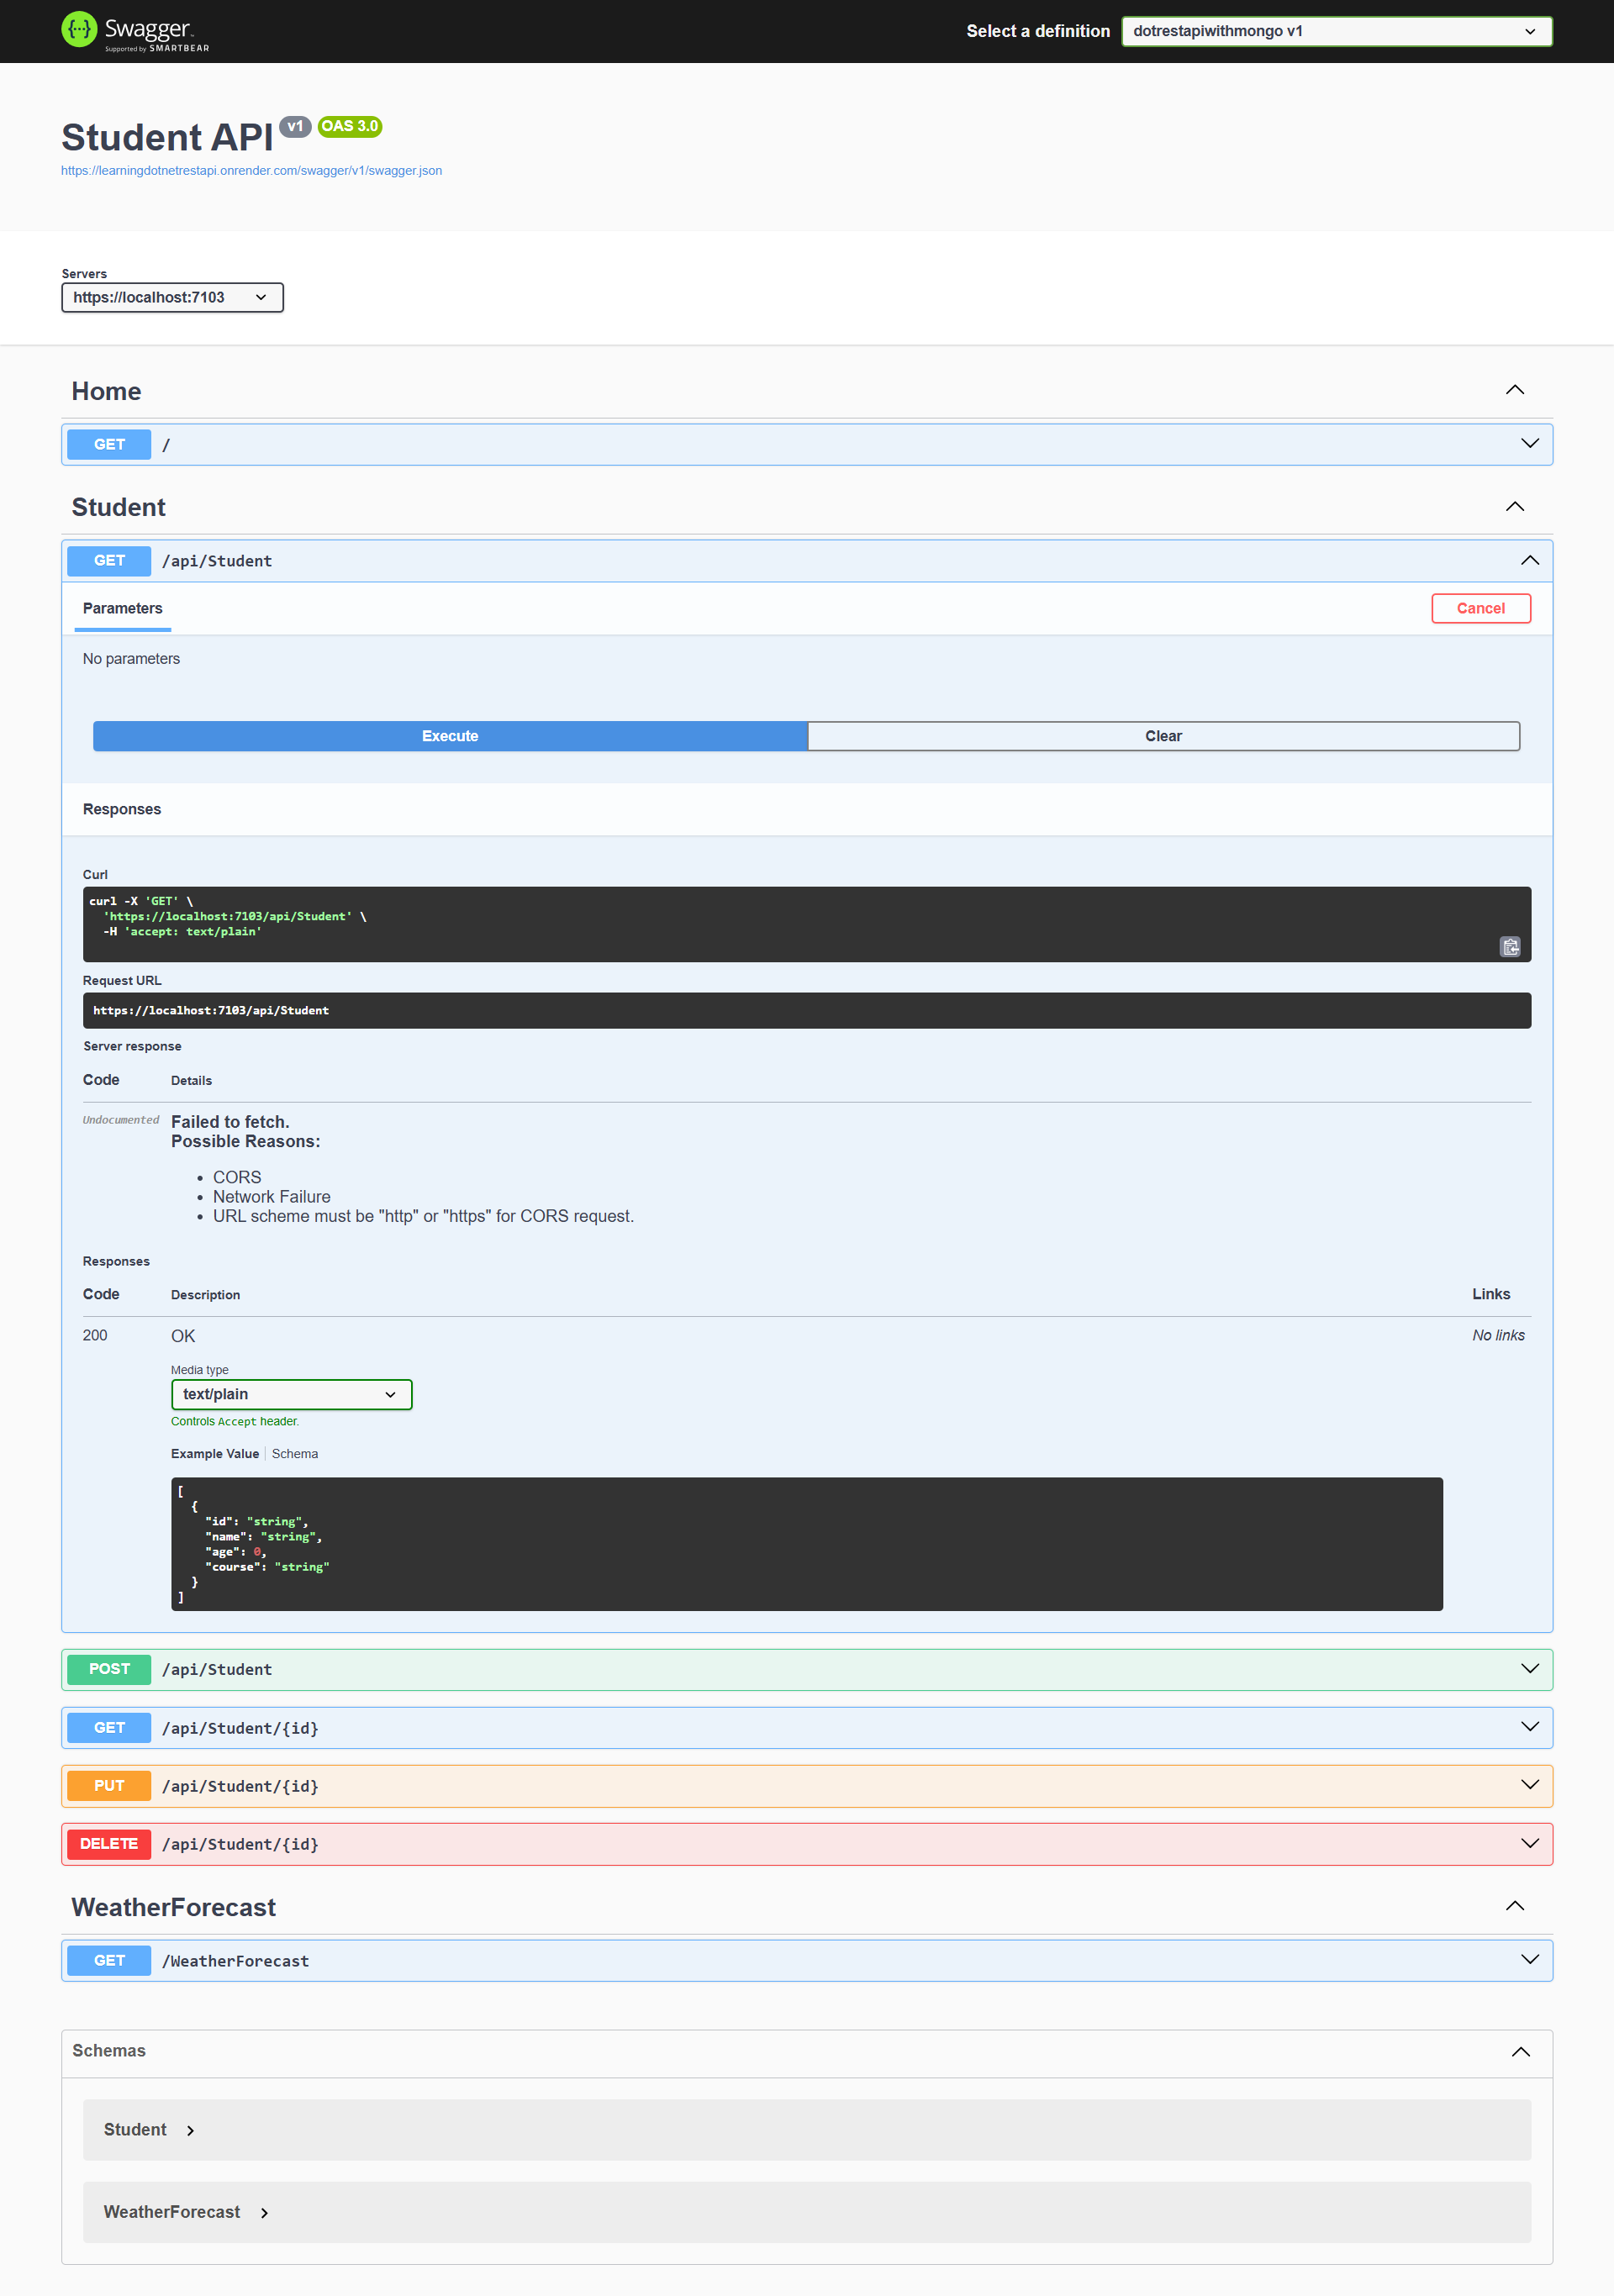 Swagger
Supported by SMARTBEAR
Select a definition
dotrestapiwithmongo v1
Student API v1 OAS 3.0
https://learningdotnetrestapi.onrender.com/swagger/v1/swagger.json
Servers
https://localhost:7103
Home
GET /
Student
GET /api/Student
Parameters
Cancel
No parameters
Execute
Clear
Responses
Curl
curl -X 'GET' \
'https://localhost:7103/api/Student' \
-H 'accept: text/plain'
Request URL
https://localhost:7103/api/Student
Server response
Code Details
Undocumented Failed to fetch.
Possible Reasons:
• CORS
• Network Failure
• URL scheme must be "http" or "https" for CORS request.
Responses
Code Description Links
200 OK No links
Media type
text/plain
Controls Accept header.
Example Value Schema
[
{
"id": "string",
"name": "string",
"age": 0,
"course": "string"
}
]
POST /api/Student
GET /api/Student/{id}
PUT /api/Student/{id}
DELETE /api/Student/{id}
WeatherForecast
GET /WeatherForecast
Schemas
Student
WeatherForecast